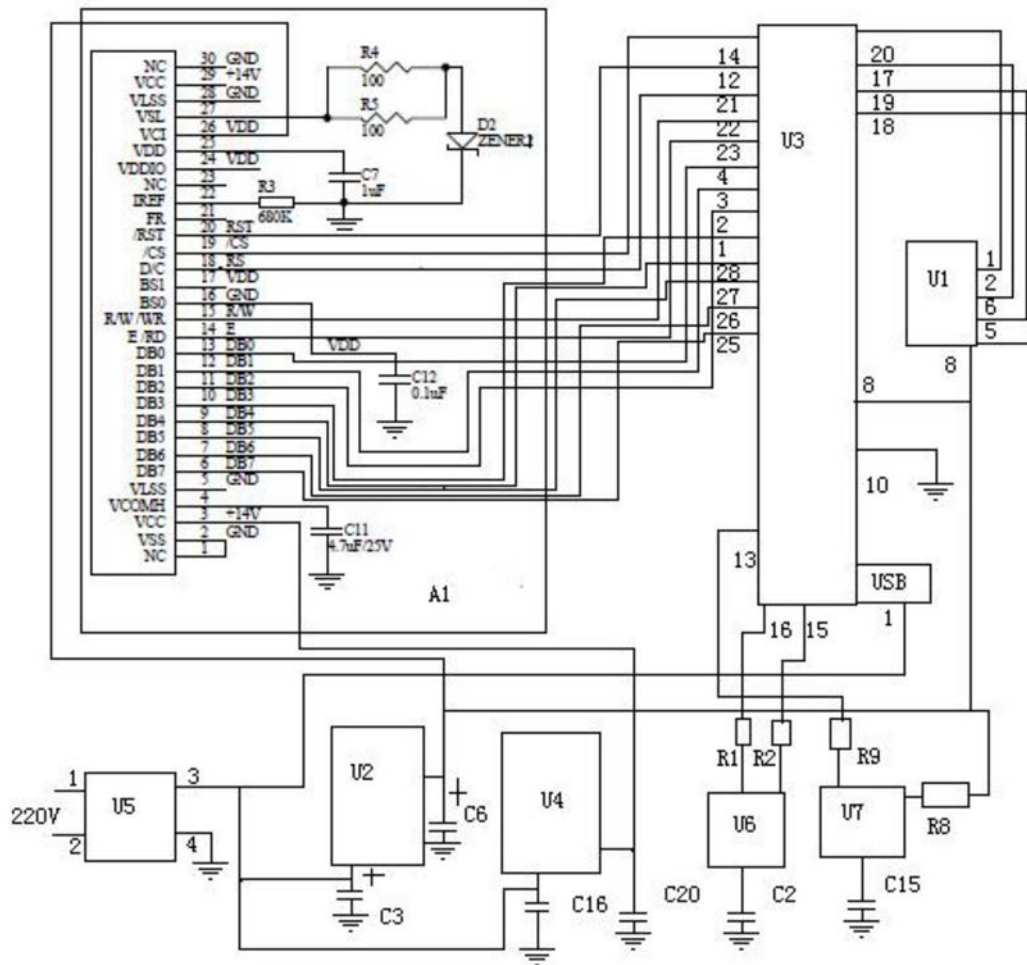 NC 30 GND
VCC 29 +14V
VLSS 28 GND
VSL 27
VCI 26 VDD
VDD 25
VDDIO 24 VDD
NC 23
IREF 22
FR 21
/RST 20 RST
/CS 19 /CS
D/C 18 RS
BS1 17 VDD
BS0 16 GND
R/W /WR 15 R/W
E /RD 14 E
DB0 13 DB0
DB1 12 DB1
DB2 11 DB2
DB3 10 DB3
DB4 9 DB4
DB5 8 DB5
DB6 7 DB6
DB7 6 DB7
VLSS 5 GND
VCOMH 4
VCC 3 +14V
VSS 2 GND
NC 1
R4
100
R5
100
D2
ZENER2
C7
1uF
R3
680K
VDD
C12
0.1uF
C11
4.7uF/25V
A1
U3
14
12
21
22
23
4
3
2
1
28
27
26
25
13
16
15
20
17
19
18
8
10
U1
1
2
6
5
8
USB
1
220V
1
2
U5
3
4
U2
C6
C3
U4
C16
C20
R1
R2
U6
C2
R9
U7
R8
C15